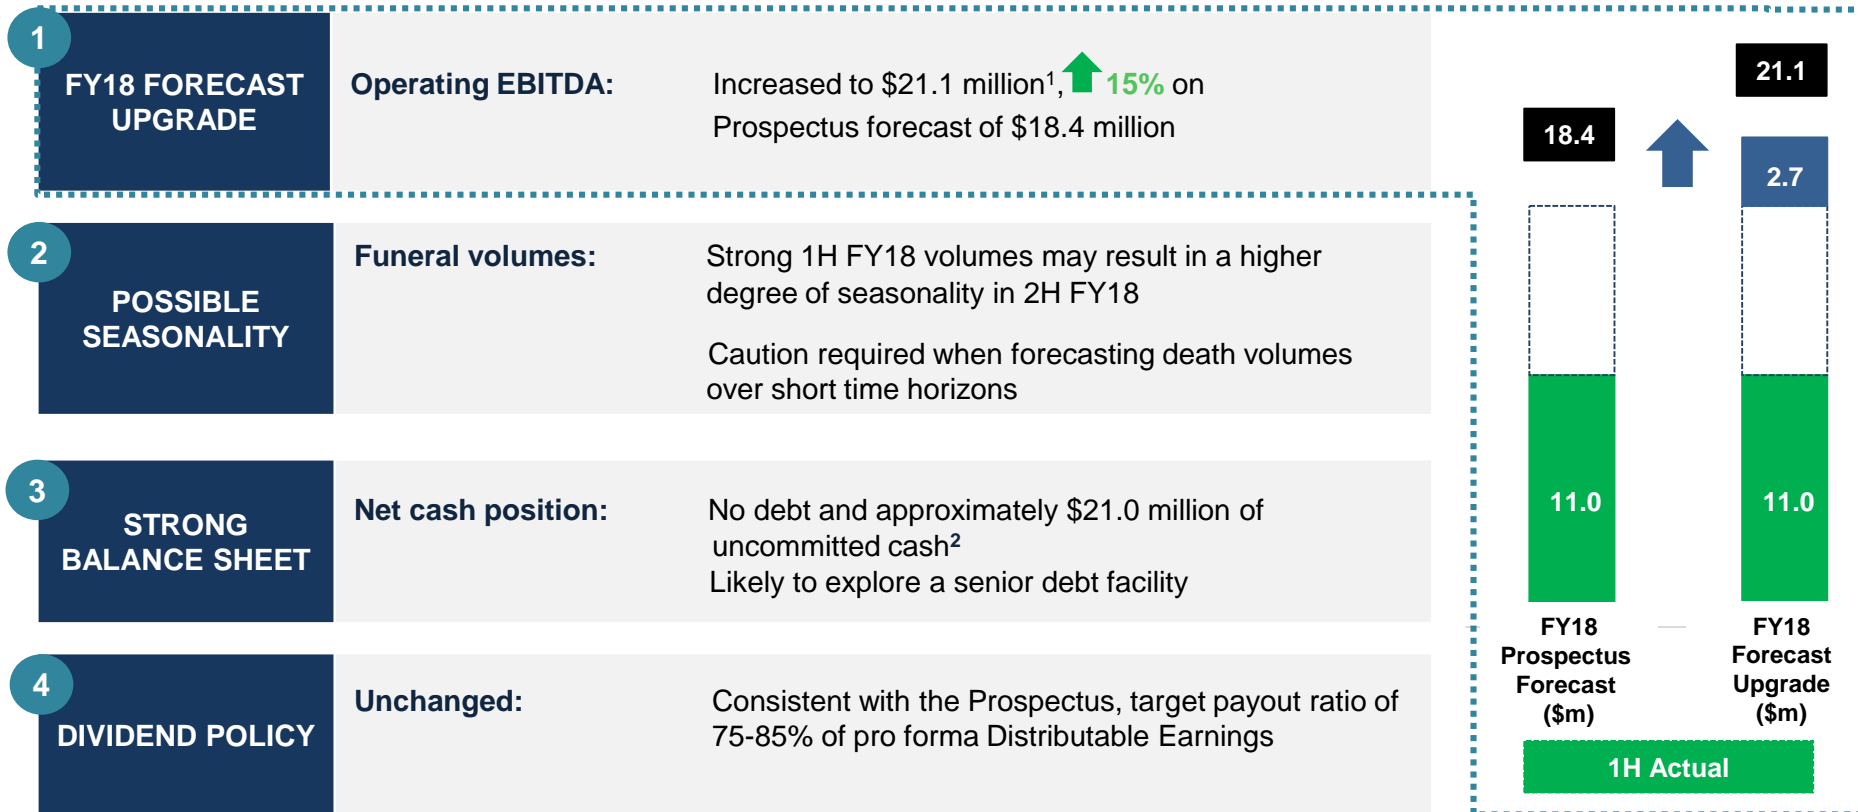 1
FY18 FORECAST
UPGRADE
Operating EBITDA:
Increased to $21.1 million¹, 15% on
Prospectus forecast of $18.4 million
2
POSSIBLE
SEASONALITY
Funeral volumes:
Strong 1H FY18 volumes may result in a higher
degree of seasonality in 2H FY18
Caution required when forecasting death volumes
over short time horizons
3
STRONG
BALANCE SHEET
Net cash position:
No debt and approximately $21.0 million of
uncommitted cash²
Likely to explore a senior debt facility
4
DIVIDEND POLICY
Unchanged:
Consistent with the Prospectus, target payout ratio of
75-85% of pro forma Distributable Earnings
18.4
21.1
2.7
11.0
11.0
FY18
Prospectus
Forecast
($m)
FY18
Forecast
Upgrade
($m)
1H Actual